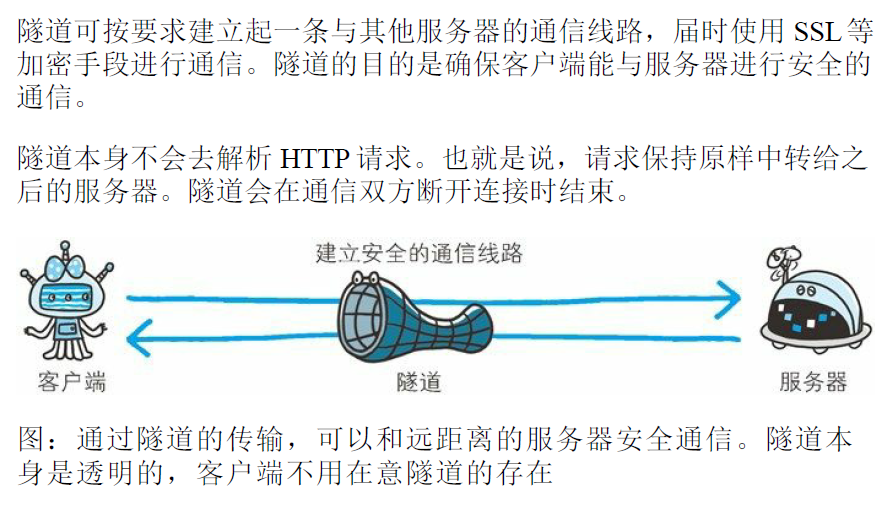 隧道可按要求建立起一条与其他服务器的通信线路，届时使用 SSL 等
加密手段进行通信。隧道的目的是确保客户端能与服务器进行安全的
通信。
隧道本身不会去解析 HTTP 请求。也就是说，请求保持原样中转给之
后的服务器。隧道会在通信双方断开连接时结束。
建立安全的通信线路
客户端
隧道
服务器
图：通过隧道的传输，可以和远距离的服务器安全通信。隧道本
身是透明的，客户端不用在意隧道的存在